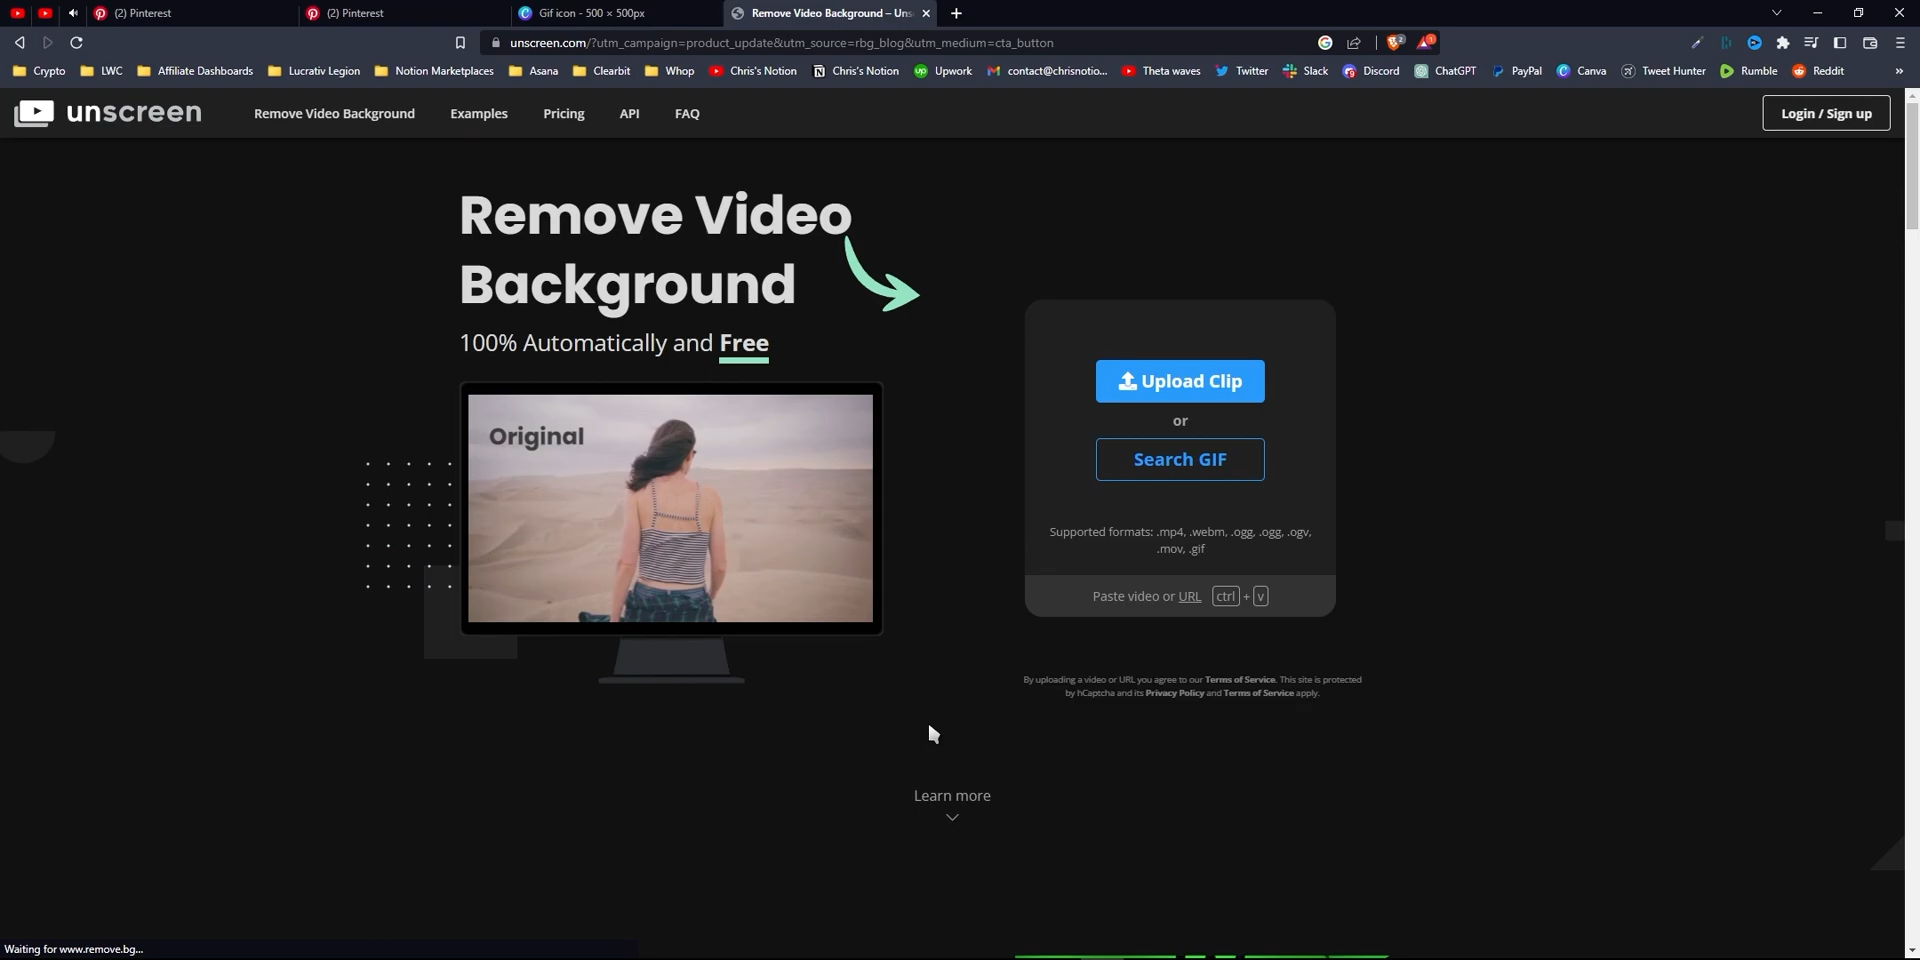 (2) Pinterest
(2) Pinterest
Gif icon - 500 × 500px
Remove Video Background – Uns
unscreen.com/?utm_campaign=product_update&utm_source=rbg_blog&utm_medium=cta_button
Crypto LWC Affiliate Dashboards Lucrativ Legion Notion Marketplaces Asana Clearbit Whop Chris's Notion Chris's Notion Upwork contact@chrisnotio... Theta waves Twitter Slack Discord ChatGPT PayPal Canva Tweet Hunter Rumble Reddit
unscreen
Remove Video Background Examples Pricing API FAQ
Login / Sign up
Remove Video
Background
100% Automatically and Free
Original
Upload Clip
or
Search GIF
Supported formats: .mp4, .webm, .ogg, .ogg, .ogv,
.mov, .gif
Paste video or URL ctrl + v
By uploading a video or URL you agree to our Terms of Service. This site is protected
by hCaptcha and its Privacy Policy and Terms of Service apply.
Learn more
Waiting for www.remove.bg...